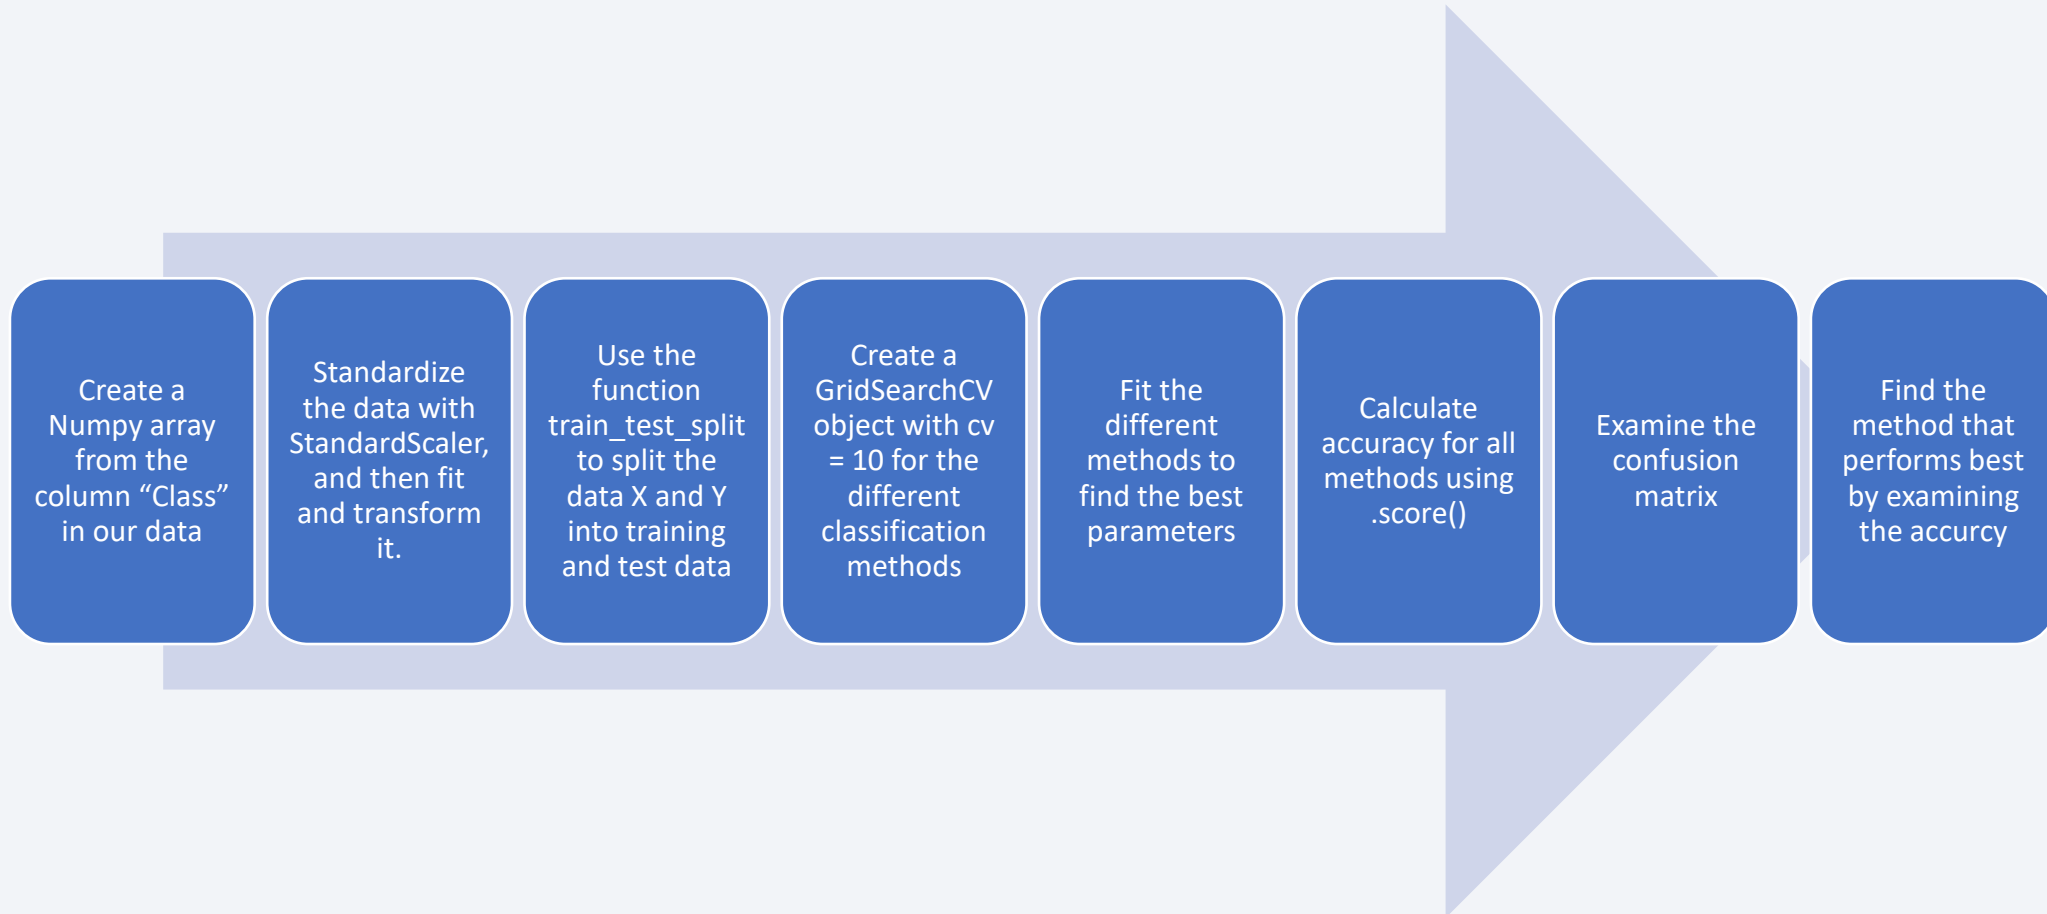 Create a
Numpy array
from the
column “Class”
in our data
Standardize
the data with
StandardScaler,
and then fit
and transform
it.
Use the
function
train_test_split
to split the
data X and Y
into training
and test data
Create a
GridSearchCV
object with cv
= 10 for the
different
classification
methods
Fit the
different
methods to
find the best
parameters
Calculate
accuracy for all
methods using
.score()
Examine the
confusion
matrix
Find the
method that
performs best
by examining
the accurcy